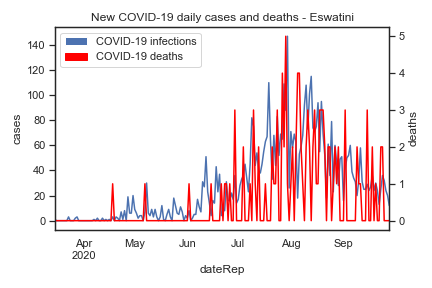 New COVID-19 daily cases and deaths - Eswatini
COVID-19 infections
COVID-19 deaths
cases
140
120
100
80
60
40
20
0
deaths
5
4
3
2
1
0
Apr
2020
May
Jun
Jul
Aug
Sep
dateRep